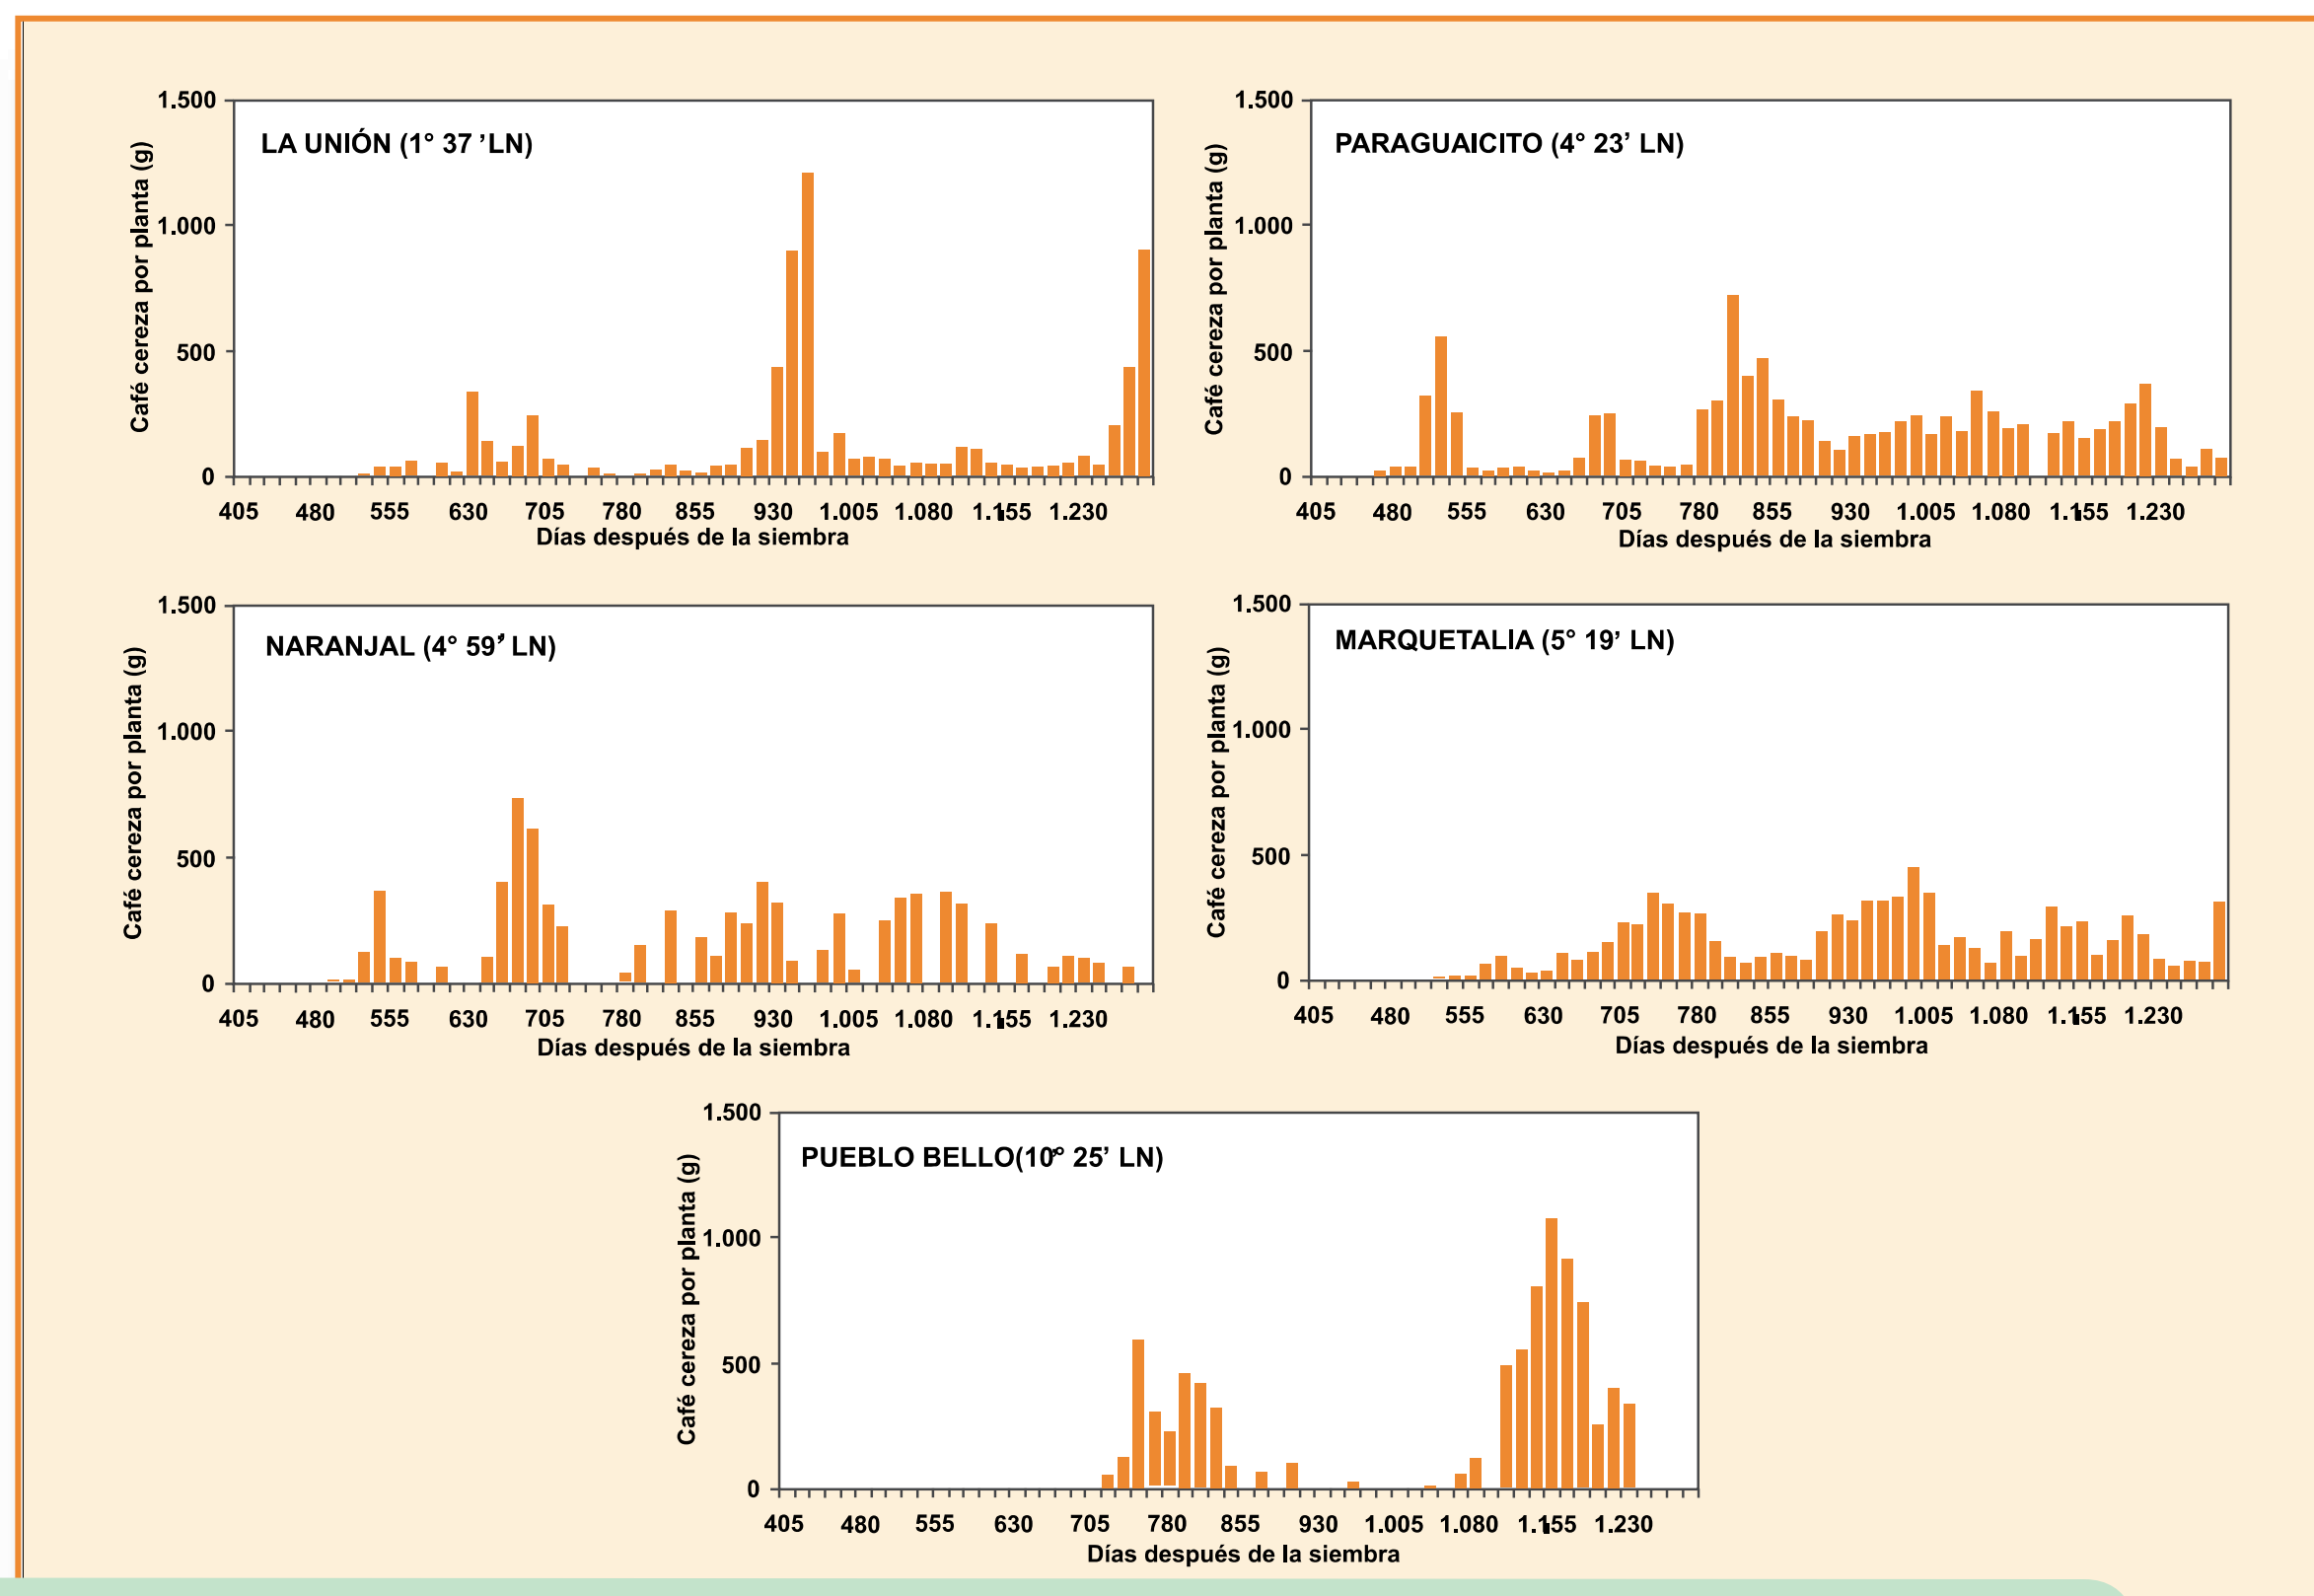 LA UNIÓN (1° 37 ’LN)
Café cereza por planta (g)
1.500
1.000
500
0
405 480 555 630 705 780 855 930 1.005 1.080 1.155 1.230
Días después de la siembra
PARAGUAICITO (4° 23’ LN)
Café cereza por planta (g)
1.500
1.000
500
0
405 480 555 630 705 780 855 930 1.005 1.080 1.155 1.230
Días después de la siembra
NARANJAL (4° 59’ LN)
Café cereza por planta (g)
1.500
1.000
500
0
405 480 555 630 705 780 855 930 1.005 1.080 1.155 1.230
Días después de la siembra
MARQUETALIA (5° 19’ LN)
Café cereza por planta (g)
1.500
1.000
500
0
405 480 555 630 705 780 855 930 1.005 1.080 1.155 1.230
Días después de la siembra
PUEBLO BELLO(10° 25’ LN)
Café cereza por planta (g)
1.500
1.000
500
0
405 480 555 630 705 780 855 930 1.005 1.080 1.155 1.230
Días después de la siembra